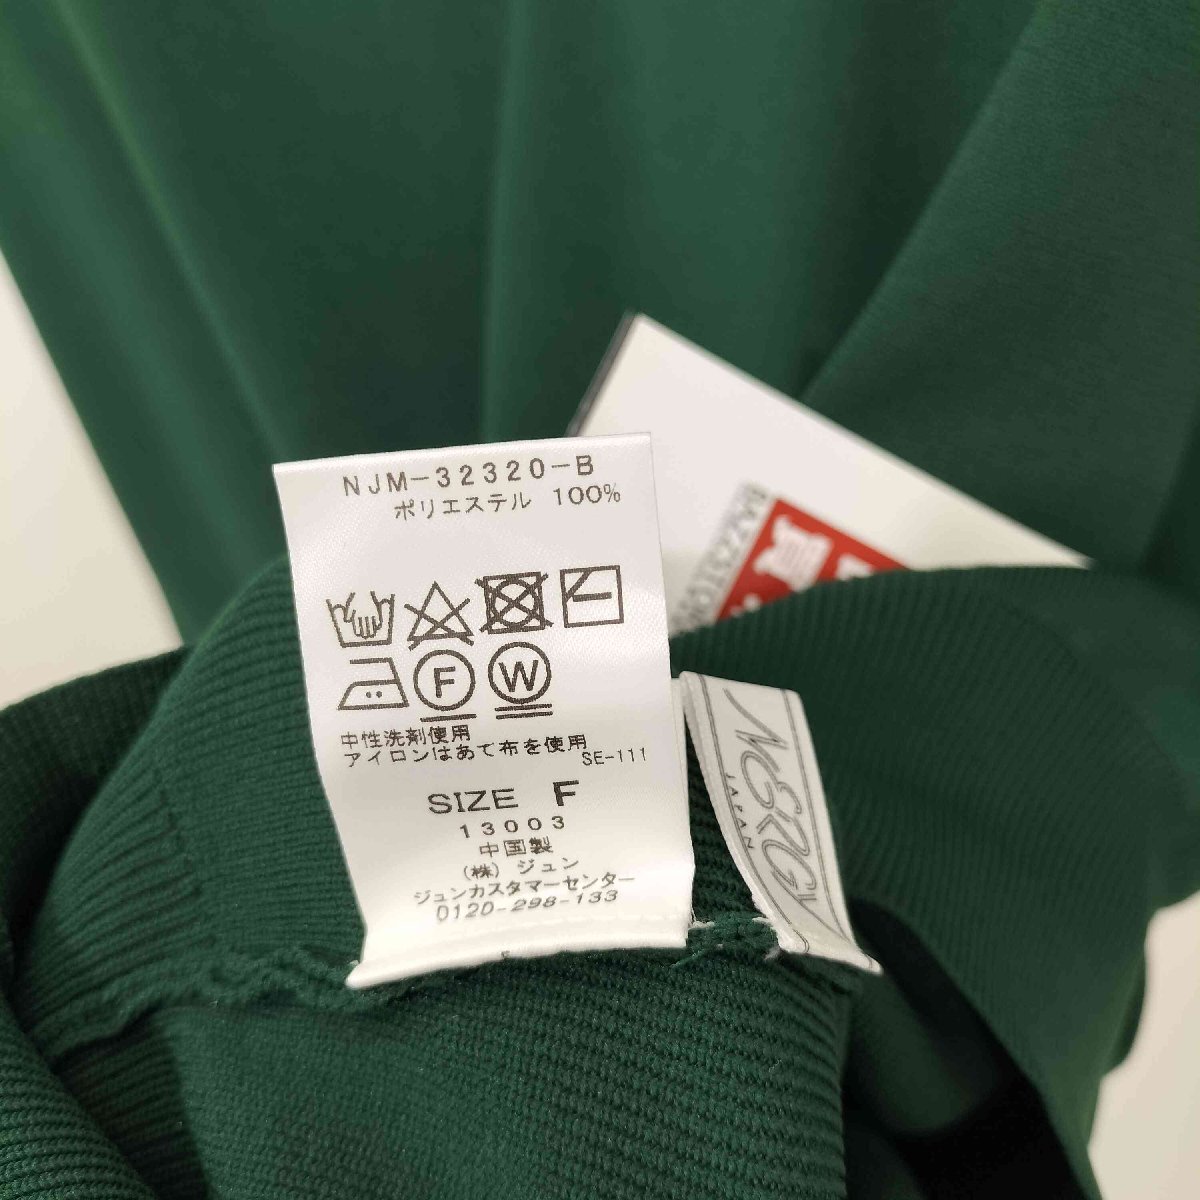 NJM-32320-B
ポリエステル 100%
F W
中性洗剤使用
アイロンはあて布を使用
SE-111
SIZE F
13003
中国製
(株) ジュン
ジュンカスタマーセンター
0120-298-133
JAPAN
買